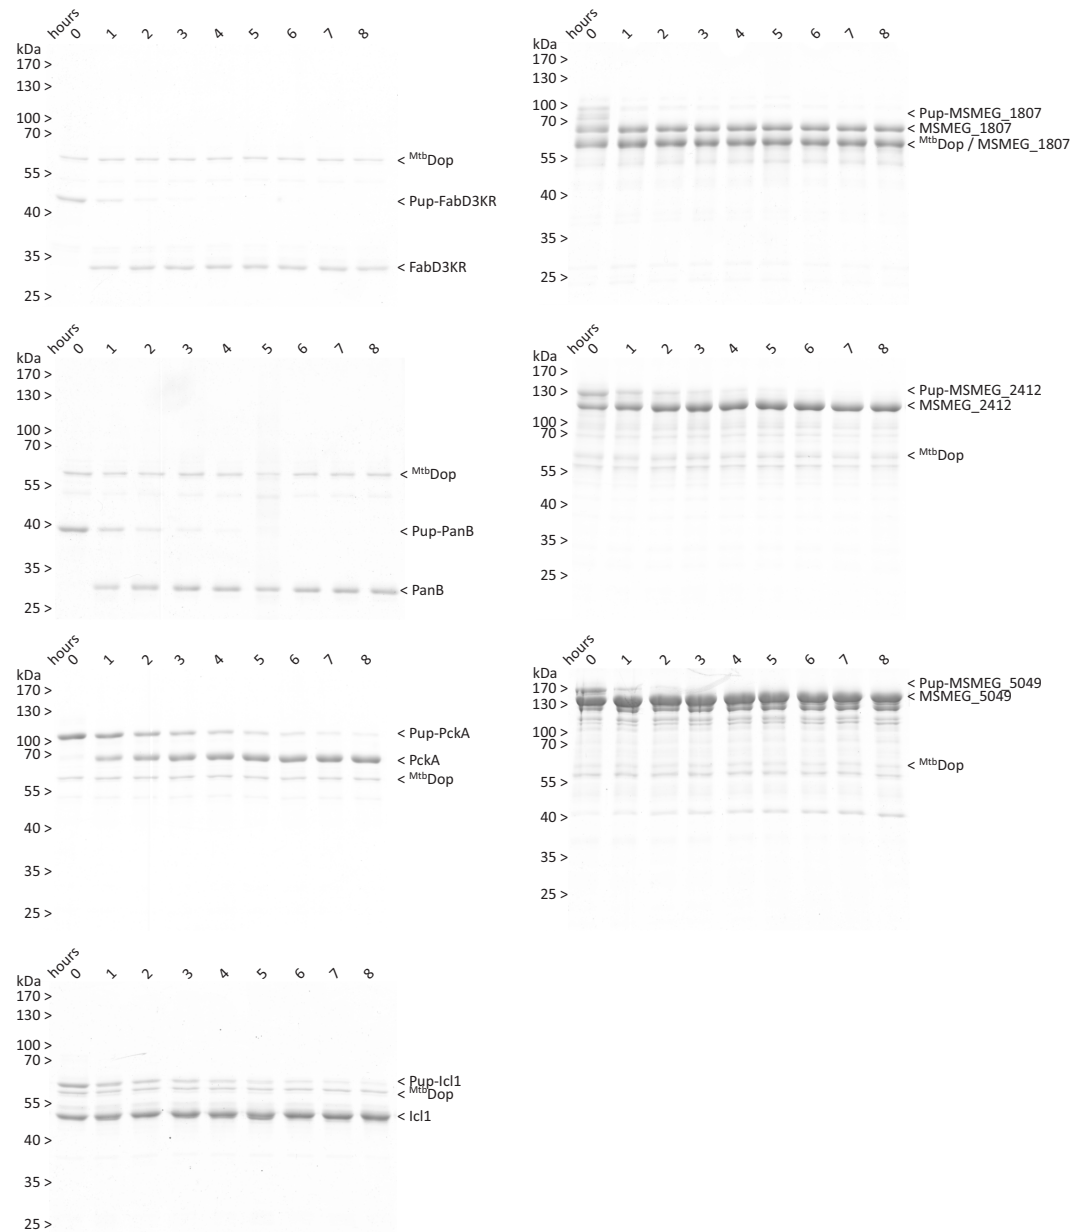 hours
0 1 2 3 4 5 6 7 8
kDa
170 >
130 >
100 >
70 >
< MtbDop
55 >
< Pup-FabD3KR
40 >
35 >
< FabD3KR
25 >
hours
0 1 2 3 4 5 6 7 8
kDa
170 >
130 >
100 >
70 >
< MtbDop
55 >
40 >
< Pup-PanB
35 >
< PanB
25 >
hours
0 1 2 3 4 5 6 7 8
kDa
170 >
130 >
< Pup-PckA
100 >
70 >
< PckA
< MtbDop
55 >
40 >
35 >
25 >
hours
0 1 2 3 4 5 6 7 8
kDa
170 >
130 >
100 >
70 >
< Pup-Icl1
< MtbDop
55 >
< Icl1
40 >
35 >
25 >
hours
0 1 2 3 4 5 6 7 8
kDa
170 >
130 >
100 >
< Pup-MSMEG_1807
70 >
< MSMEG_1807
< MtbDop / MSMEG_1807
55 >
40 >
35 >
25 >
hours
0 1 2 3 4 5 6 7 8
kDa
170 >
130 >
< Pup-MSMEG_2412
< MSMEG_2412
100 >
70 >
< MtbDop
55 >
40 >
35 >
25 >
hours
0 1 2 3 4 5 6 7 8
kDa
< Pup-MSMEG_5049
170 >
< MSMEG_5049
130 >
100 >
70 >
< MtbDop
55 >
40 >
35 >
25 >